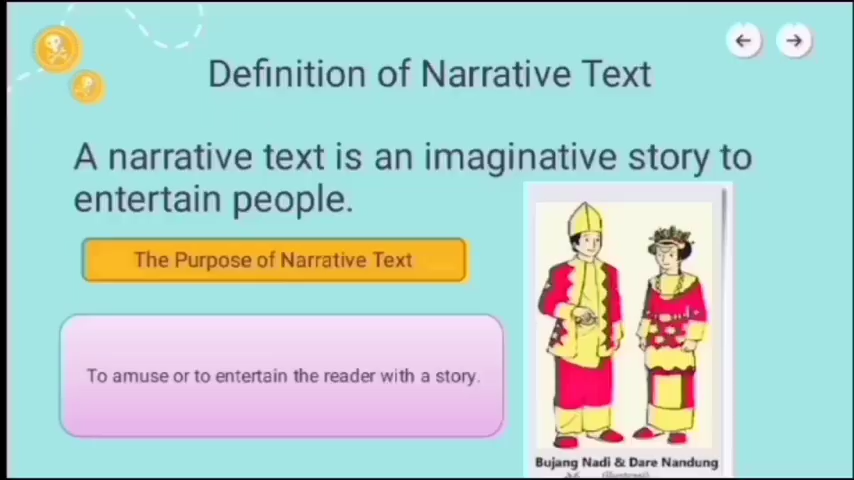 Definition of Narrative Text
A narrative text is an imaginative story to
entertain people.
The Purpose of Narrative Text
To amuse or to entertain the reader with a story.
Bujang Nadi & Dare Nandung